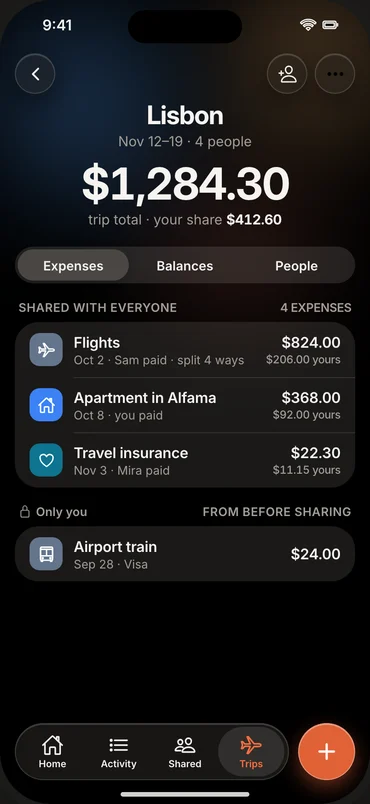 9:41
Lisbon
Nov 12–19 · 4 people
$1,284.30
trip total · your share $412.60
Expenses
Balances
People
SHARED WITH EVERYONE
4 EXPENSES
Flights
$824.00
Oct 2 · Sam paid · split 4 ways
$206.00 yours
Apartment in Alfama
$368.00
Oct 8 · you paid
$92.00 yours
Travel insurance
$22.30
Nov 3 · Mira paid
$11.15 yours
Only you
FROM BEFORE SHARING
Airport train
$24.00
Sep 28 · Visa
Home
Activity
Shared
Trips